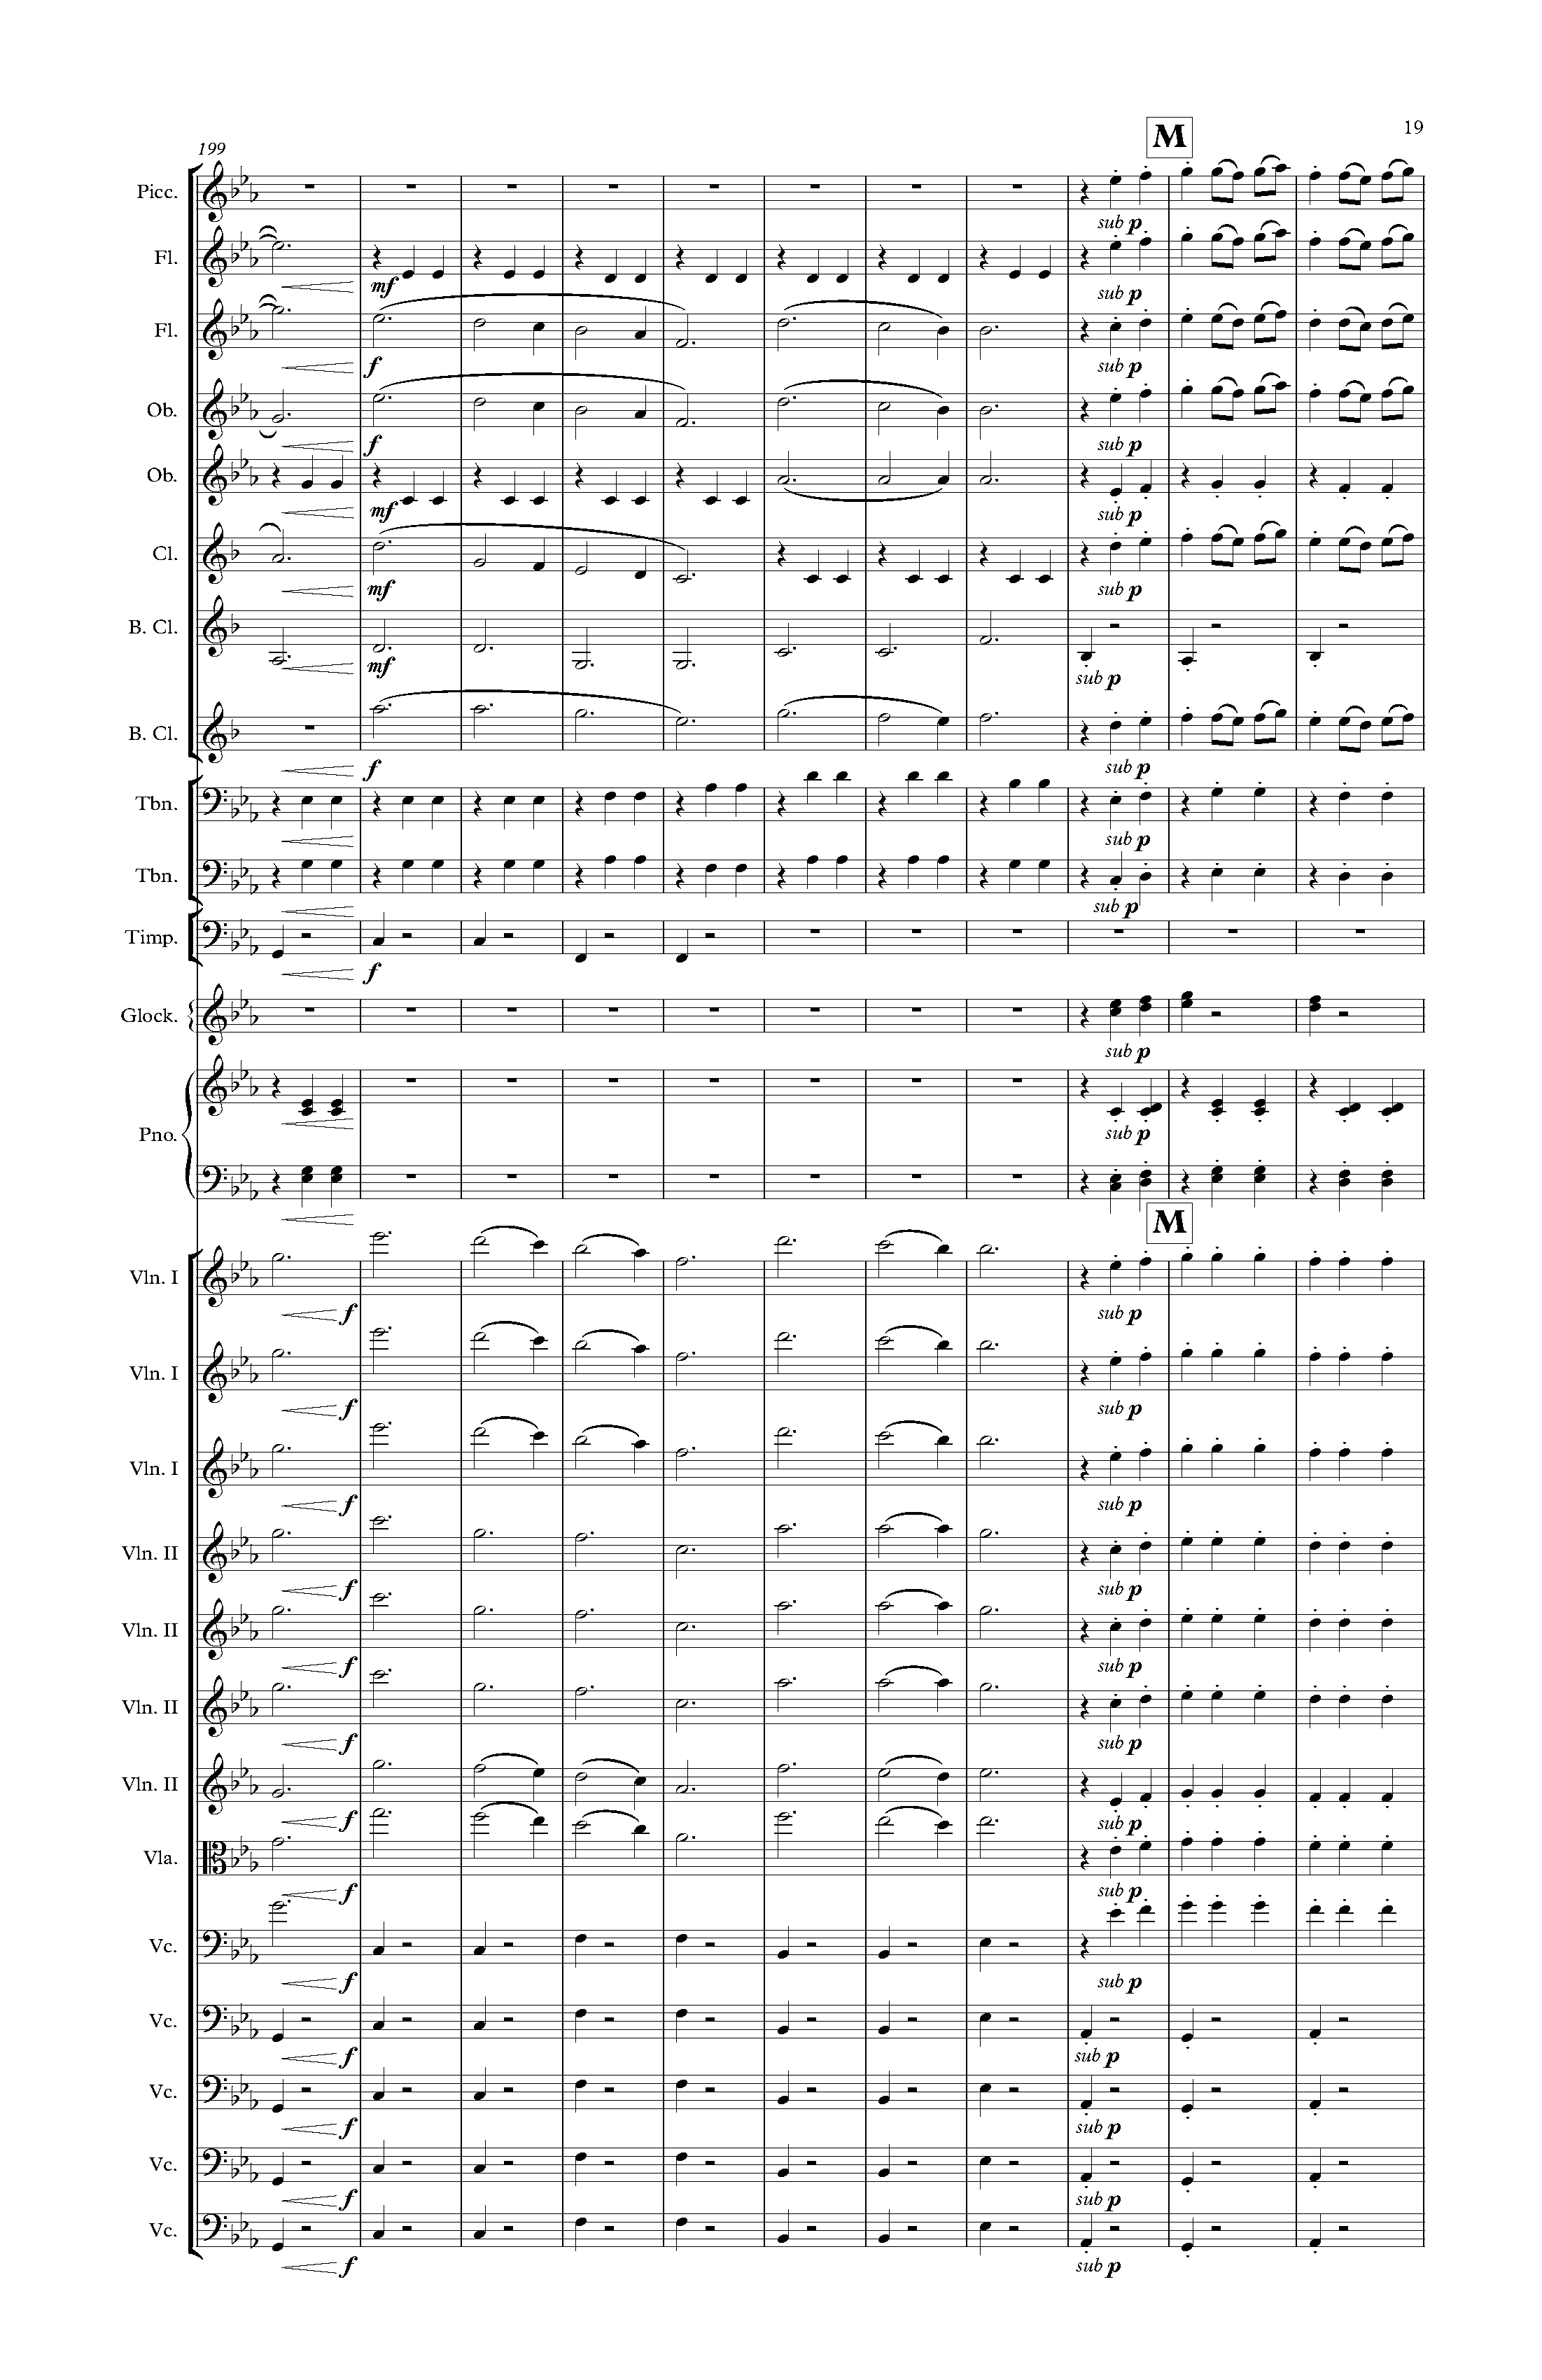 M
19
199
Picc.
sub p
Fl.
mf
sub p
Fl.
f
sub p
Ob.
f
sub p
Ob.
mf
sub p
Cl.
mf
sub p
B. Cl.
mf
sub p
B. Cl.
f
sub p
Tbn.
sub p
Tbn.
sub p
Timp.
f
Glock.
sub p
Pno.
sub p
M
Vln. I
f
sub p
Vln. I
f
sub p
Vln. I
f
sub p
Vln. II
f
sub p
Vln. II
f
sub p
Vln. II
f
sub p
Vln. II
f
sub p
Vla.
f
sub p
Vc.
f
sub p
Vc.
f
sub p
Vc.
f
sub p
Vc.
f
sub p
Vc.
f
sub p